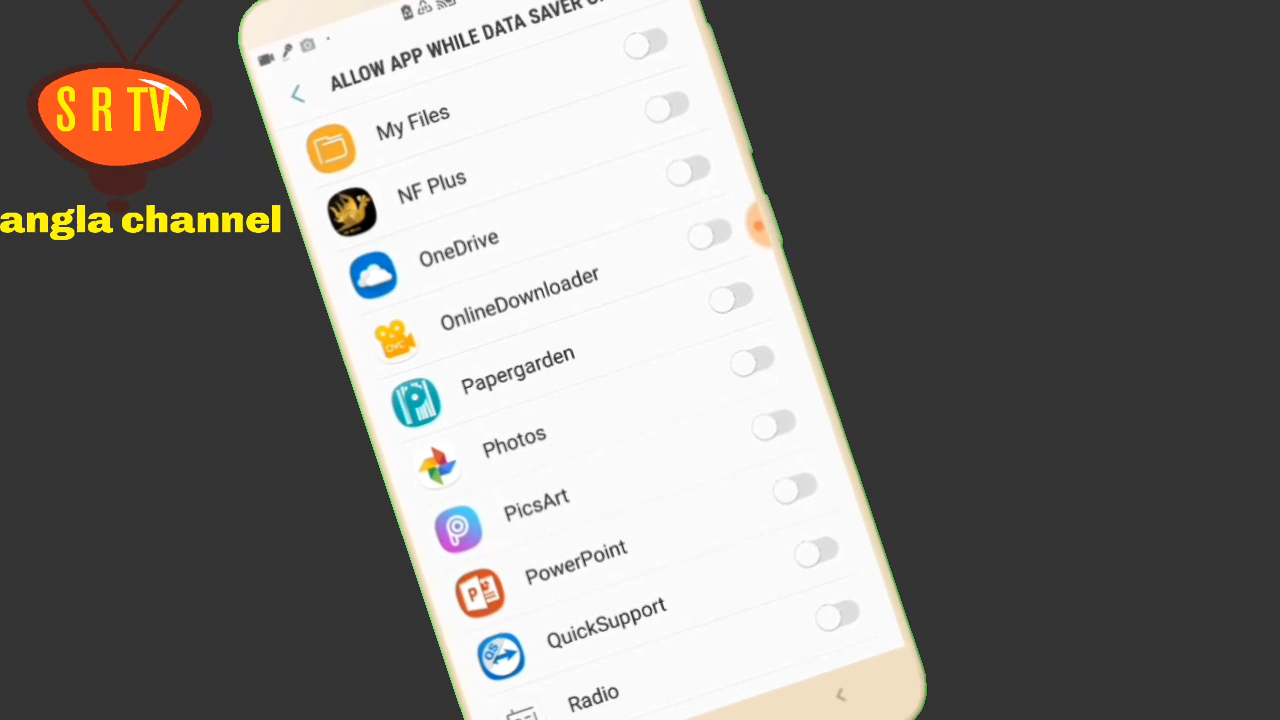 S R TV
angla channel
ALLOW APP WHILE DATA SAVER
My Files
NF Plus
OneDrive
OnlineDownloader
Papergarden
Photos
PicsArt
PowerPoint
QuickSupport
Radio